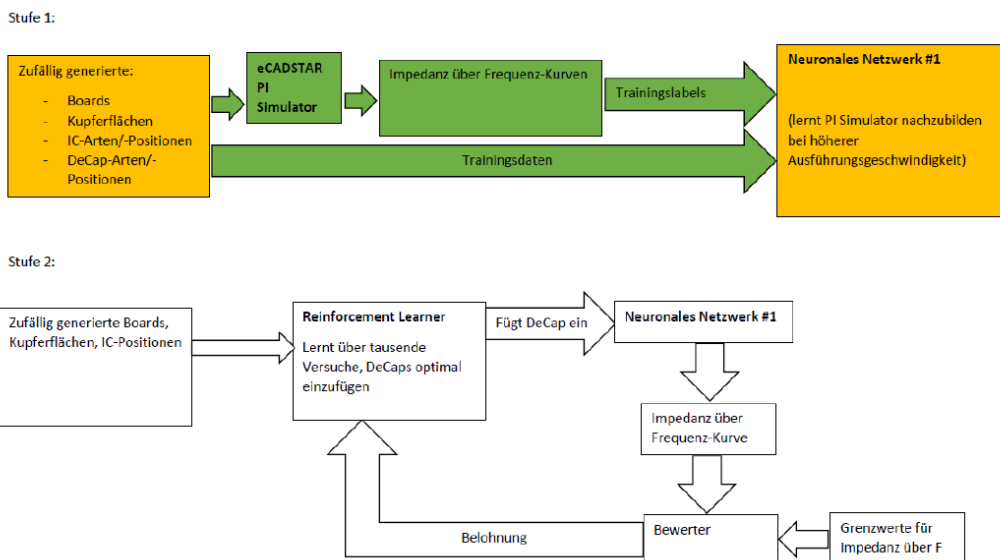 Stufe 1:
Zufällig generierte:
- Boards
- Kupferflächen
- IC-Arten/-Positionen
- DeCap-Arten/-
Positionen
eCADSTAR
PI
Simulator
Impedanz über Frequenz-Kurven
Trainingslabels
Trainingsdaten
Neuronales Netzwerk #1
(lernt PI Simulator nachzubilden
bei höherer
Ausführungsgeschwindigkeit)
Stufe 2:
Zufällig generierte Boards,
Kupferflächen, IC-Positionen
Reinforcement Learner
Lernt über tausende
Versuche, DeCaps optimal
einzufügen
Fügt DeCap ein
Neuronales Netzwerk #1
Impedanz über
Frequenz-Kurve
Bewerter
Grenzwerte für
Impedanz über F
Belohnung